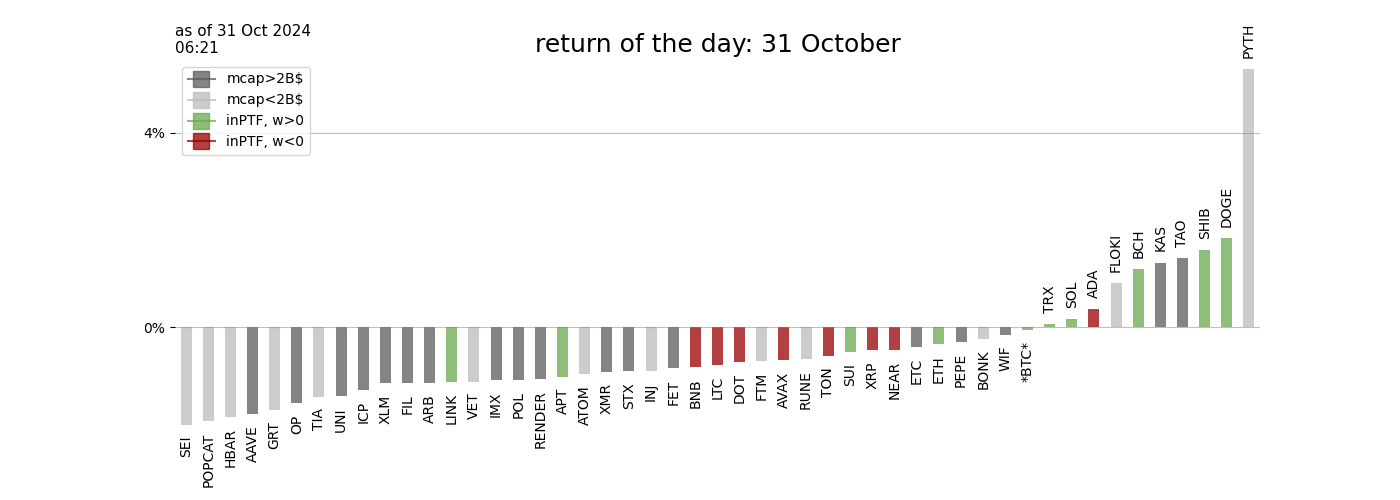 as of 31 Oct 2024
06:21
return of the day: 31 October
mcap>2B$
mcap<2B$
inPTF, w>0
inPTF, w<0
4%
0%
SEI
POPCAT
HBAR
AAVE
GRT
OP
TIA
UNI
ICP
XLM
FIL
ARB
LINK
VET
IMX
POL
RENDER
APT
ATOM
XMR
STX
INJ
FET
BNB
LTC
DOT
FTM
AVAX
RUNE
TON
SUI
XRP
NEAR
ETC
ETH
PEPE
BONK
WIF
*BTC*
TRX
SOL
ADA
FLOKI
BCH
KAS
TAO
SHIB
DOGE
PYTH